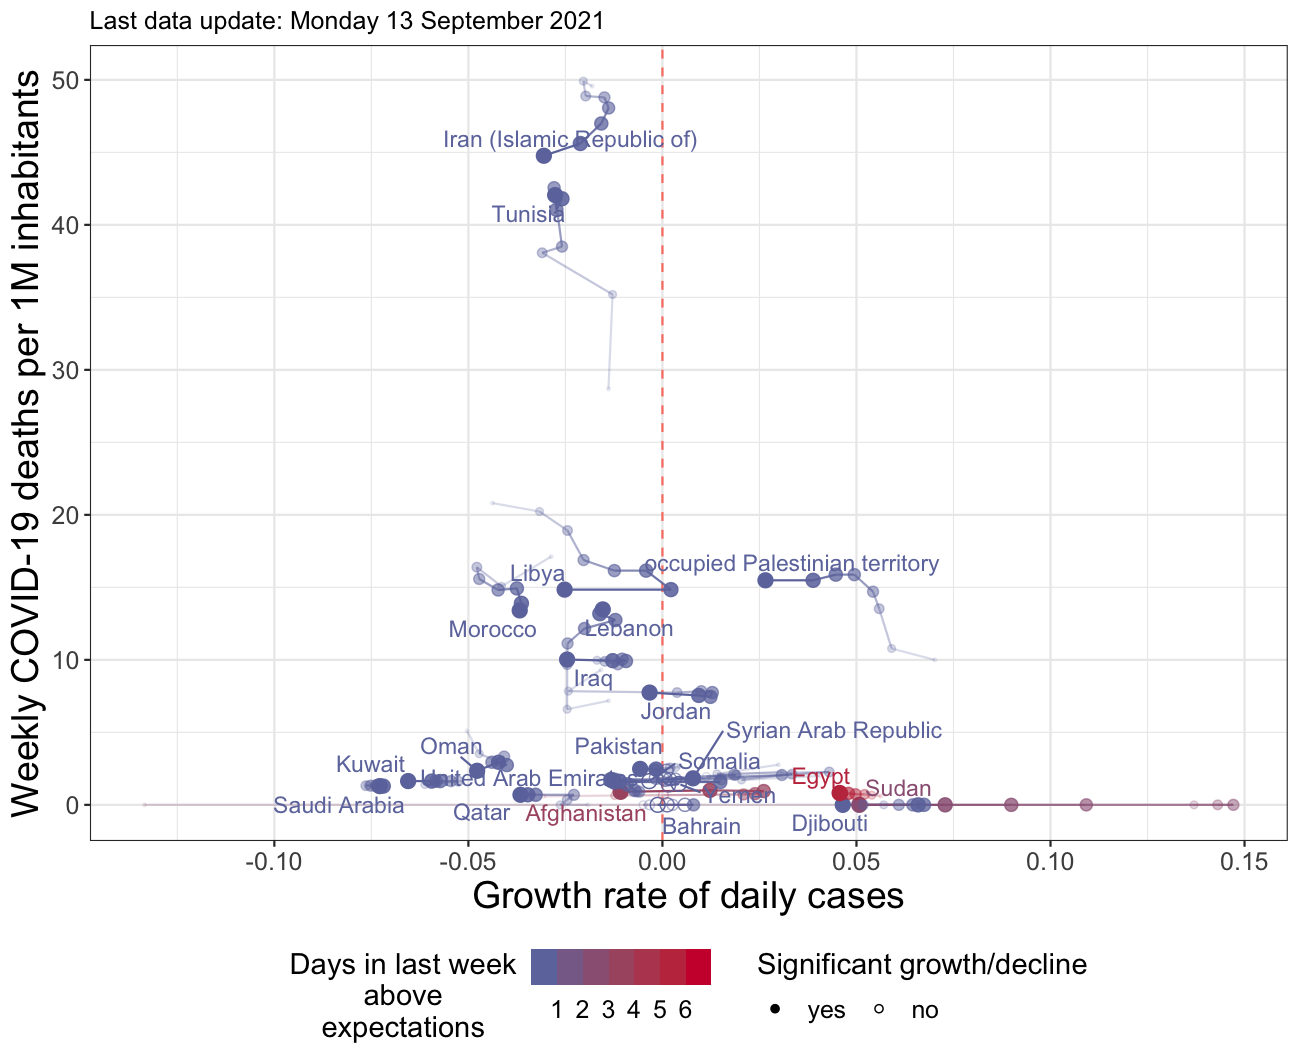 Last data update: Monday 13 September 2021
Weekly COVID-19 deaths per 1M inhabitants
50
40
30
20
10
0
Iran (Islamic Republic of)
Tunisia
occupied Palestinian territory
Libya
Morocco
Lebanon
Iraq
Jordan
Syrian Arab Republic
Oman
Pakistan
Kuwait
Somalia
United Arab Emirates
Egypt
Sudan
Yemen
Saudi Arabia
Qatar
Afghanistan
Bahrain
Djibouti
-0.10 -0.05 0.00 0.05 0.10 0.15
Growth rate of daily cases
Days in last week
above
expectations
1 2 3 4 5 6
Significant growth/decline
yes no